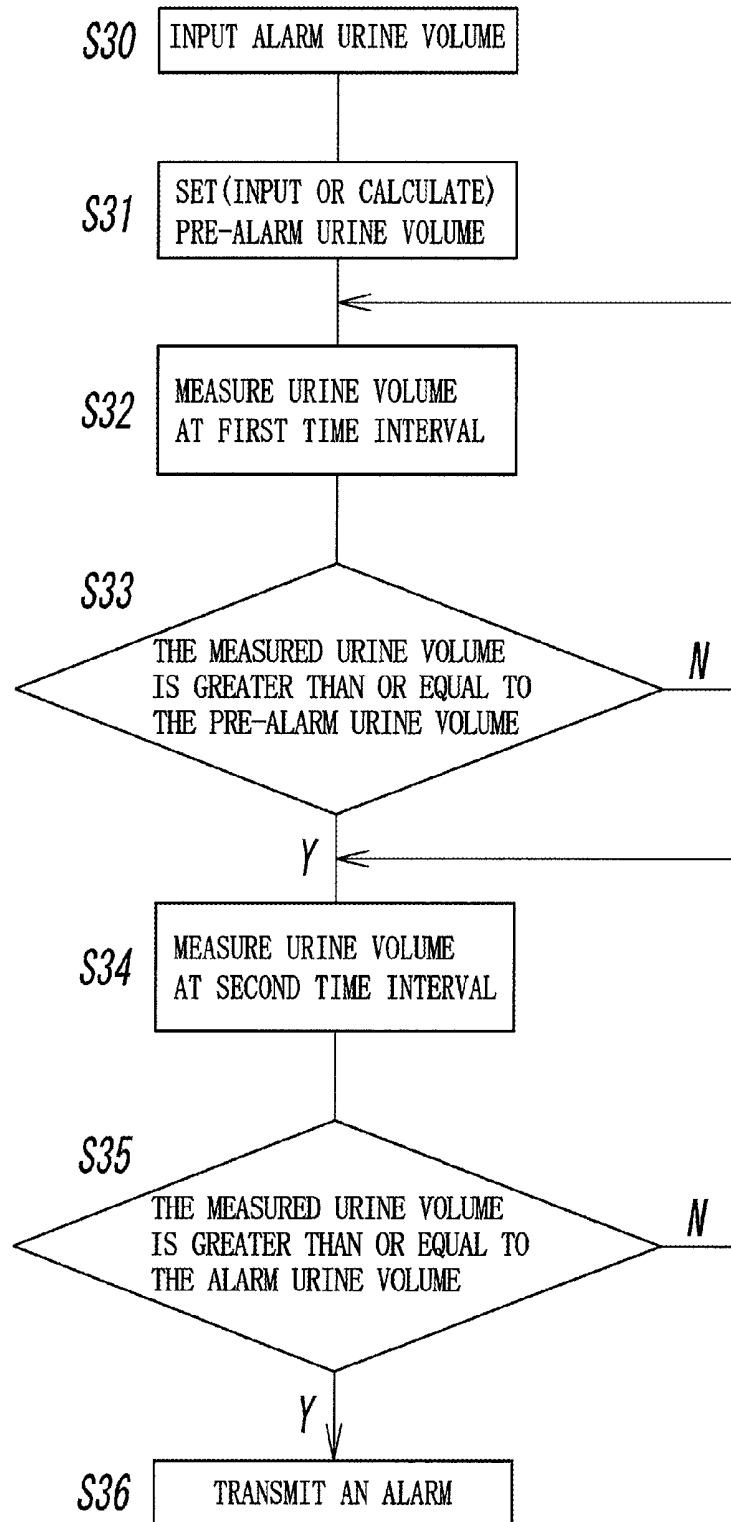 S30 INPUT ALARM URINE VOLUME
S31 SET(INPUT OR CALCULATE)
PRE-ALARM URINE VOLUME
S32 MEASURE URINE VOLUME
AT FIRST TIME INTERVAL
S33
THE MEASURED URINE VOLUME
IS GREATER THAN OR EQUAL TO
THE PRE-ALARM URINE VOLUME
N
Y
S34 MEASURE URINE VOLUME
AT SECOND TIME INTERVAL
S35
THE MEASURED URINE VOLUME
IS GREATER THAN OR EQUAL TO
THE ALARM URINE VOLUME
N
Y
S36 TRANSMIT AN ALARM